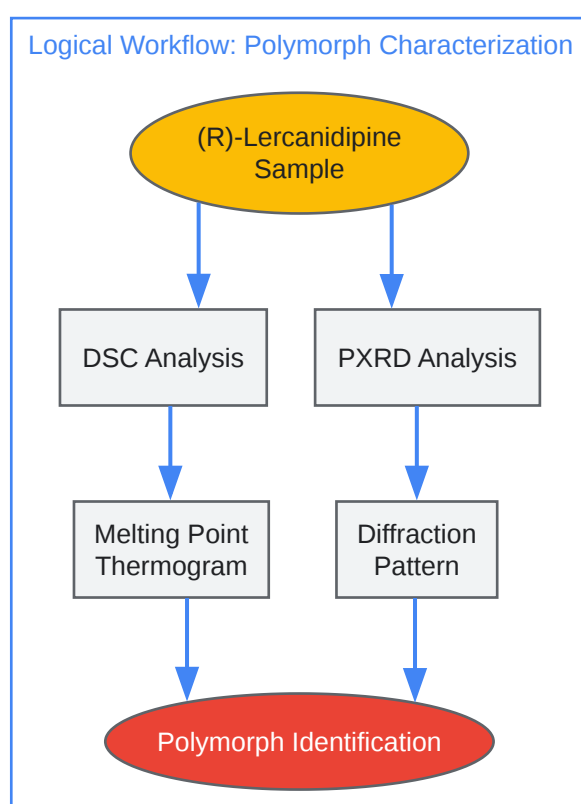 Logical Workflow: Polymorph Characterization
(R)-Lercanidipine
Sample
DSC Analysis
PXRD Analysis
Melting Point
Thermogram
Diffraction
Pattern
Polymorph Identification